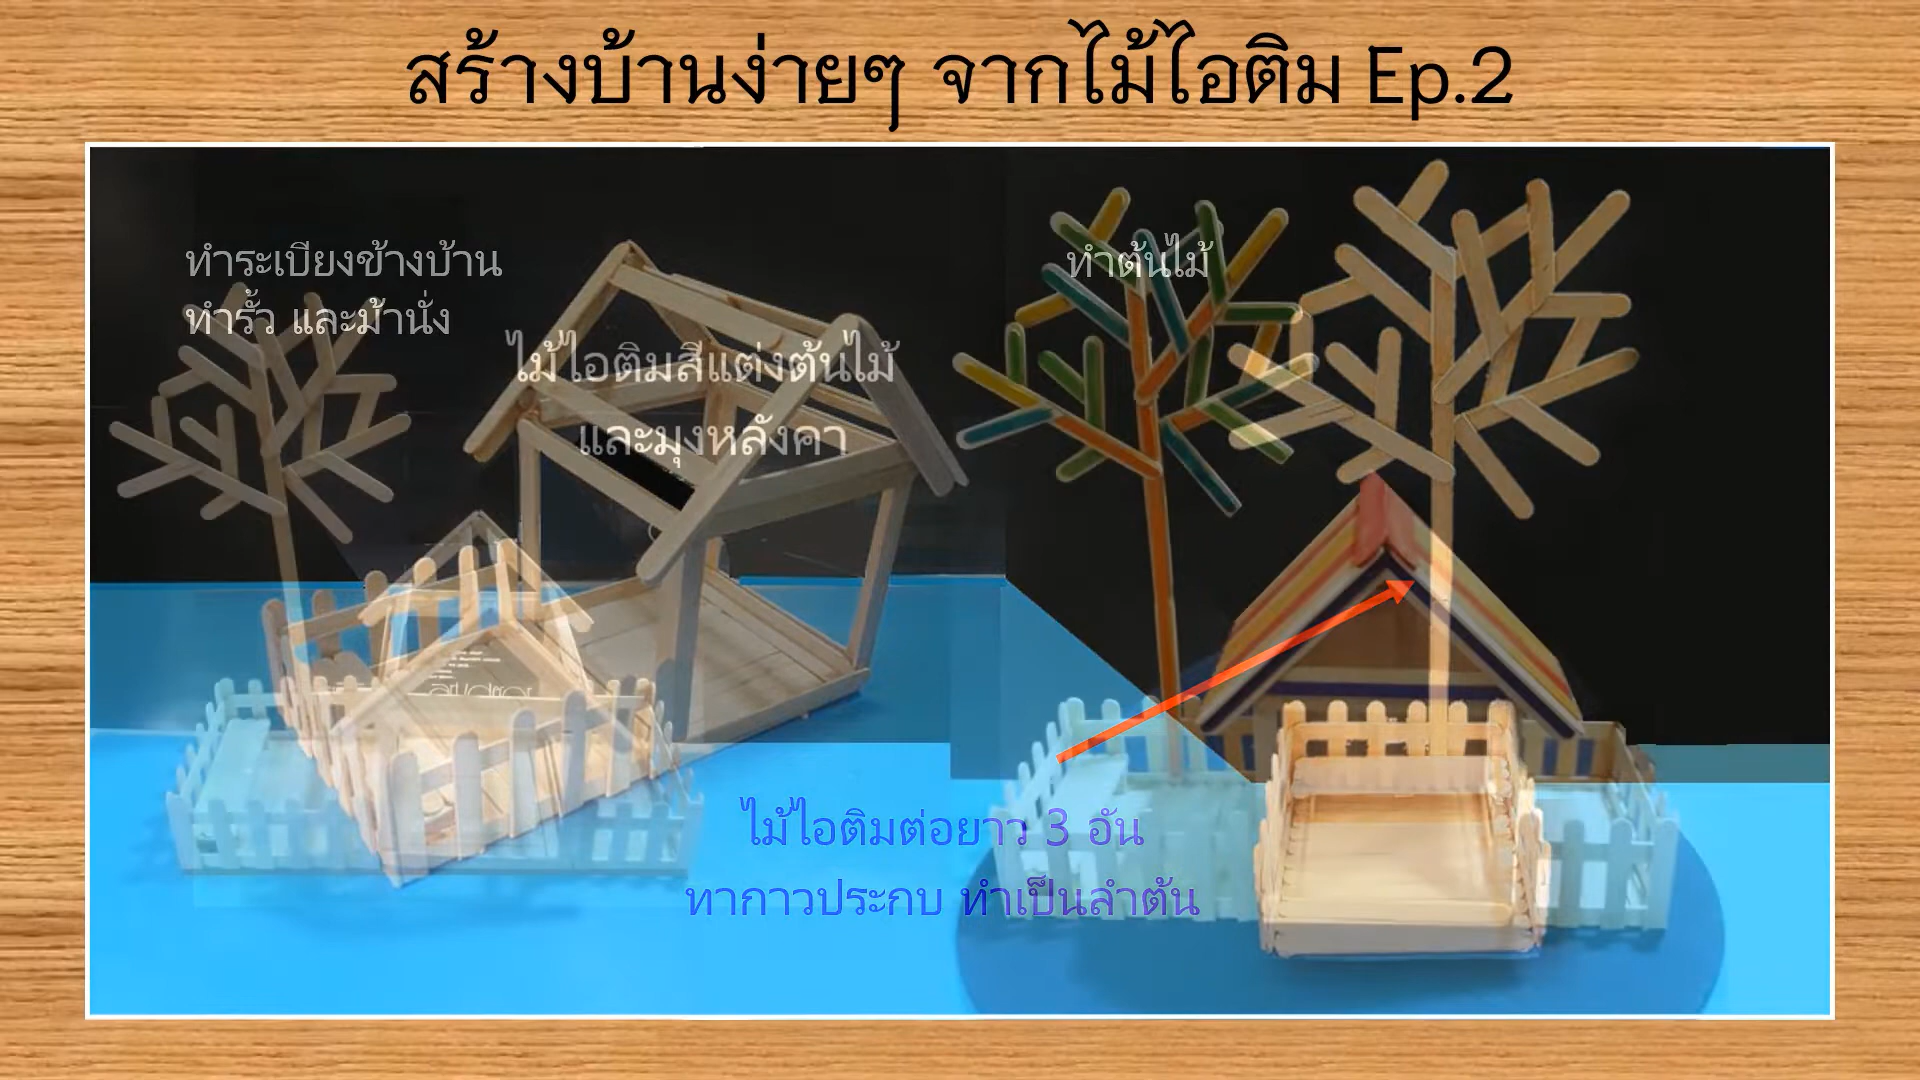 สร้างบ้านง่ายๆ จากไม้ไอติม Ep.2
ทำระเบียงข้างบ้าน
ทำรั้ว และม้านั่ง
ทำต้นไม้
ไม้ไอติมสีแต่งต้นไม้
และมุงหลังคา
ไม้ไอติมต่อยาว 3 อัน
ทากาวประกบ ทำเป็นลำต้น